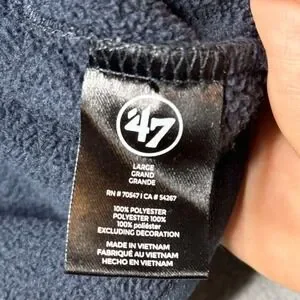 '47
LARGE
GRAND
GRANDE
RN # 70547 I CA # 54267
100% POLYESTER
POLYESTER 100%
100% poliéster
EXCLUDING DECORATION
MADE IN VIETNAM
FABRIQUÉ AU VIETNAM
HECHO EN VIETNAM